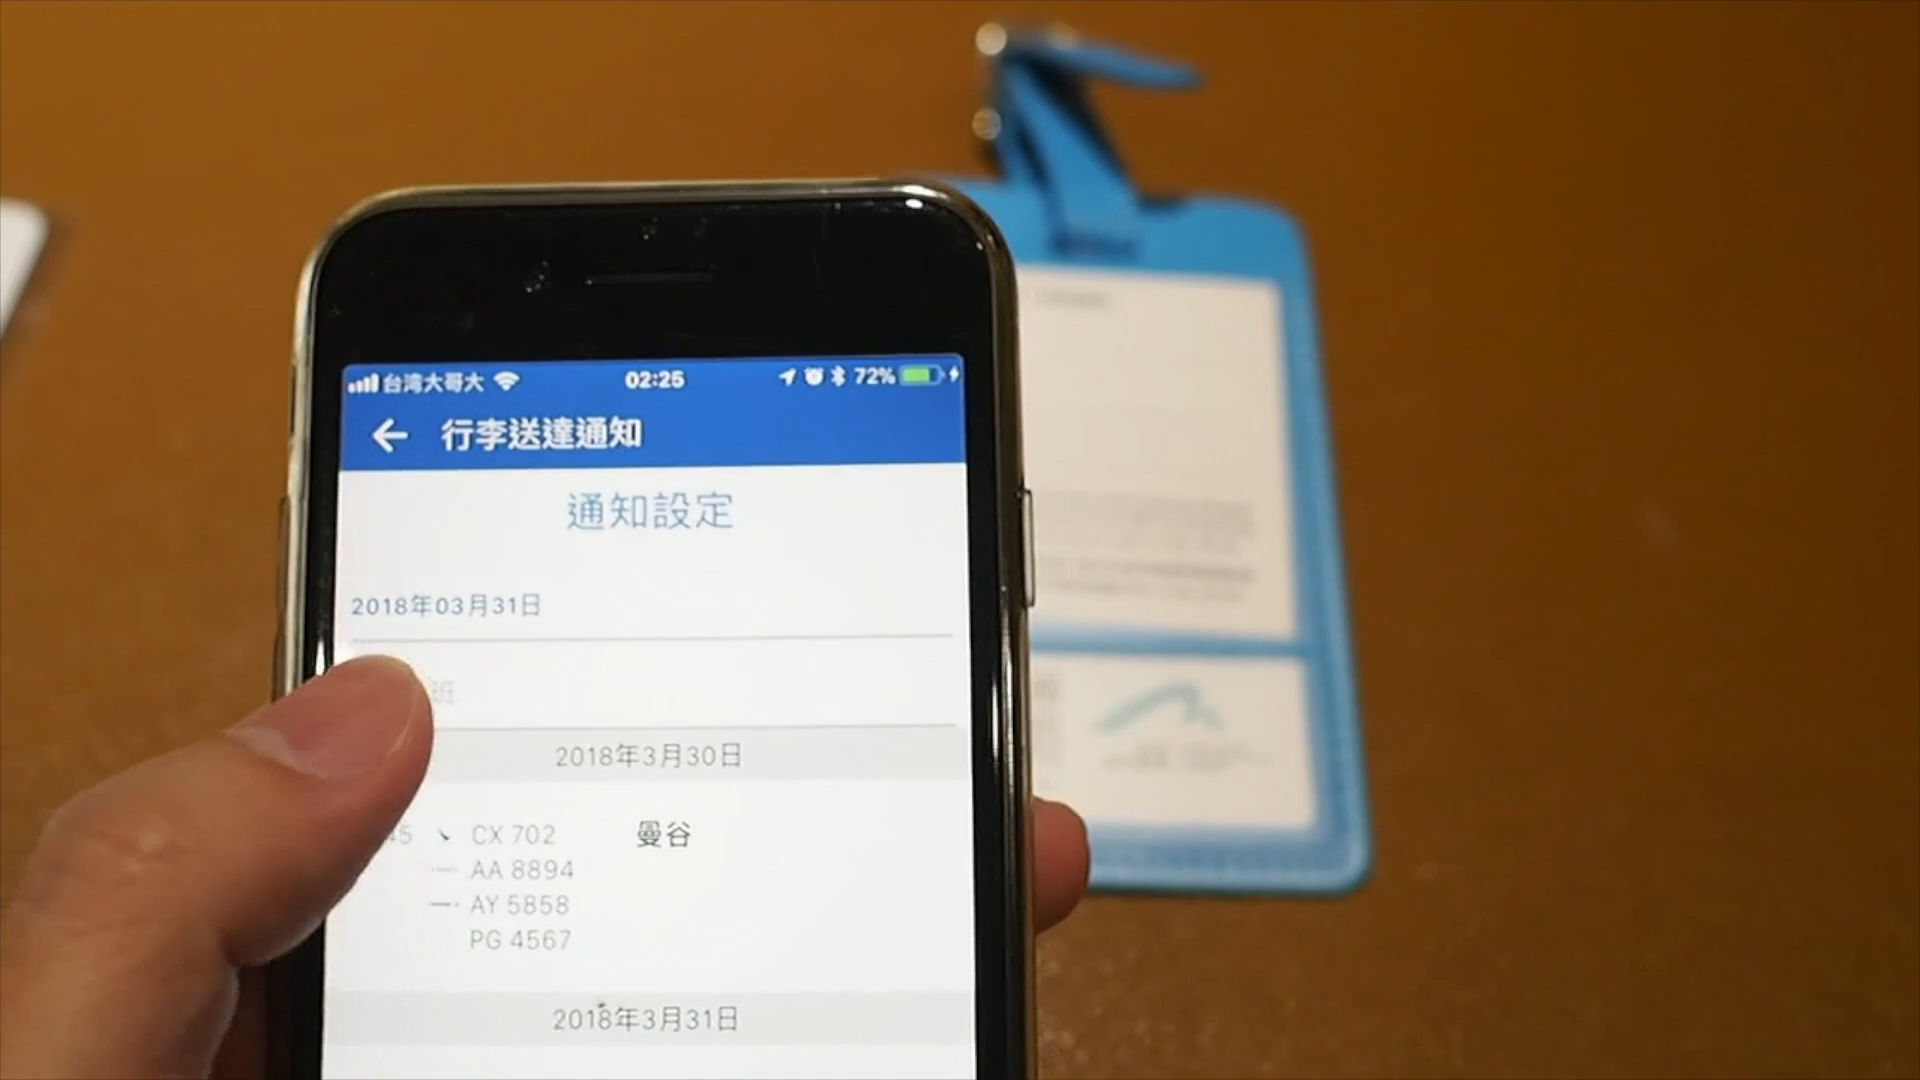 台湾大哥大 02:25 72%
行李送達通知
通知設定
2018年03月31日
班
2018年3月30日
45 CX 702 曼谷
AA 8894
AY 5858
PG 4567
2018年3月31日